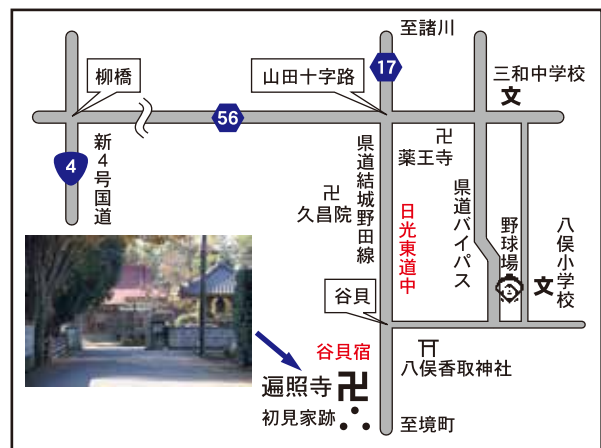 至諸川
17
柳橋
山田十字路
三和中学校
文
56
新4号国道
4
卍
薬王寺
県道結城野田線
卍
久昌院
日光東道中
県道バイパス
野球場
八俣小学校
文
谷貝
谷貝宿
八俣香取神社
遍照寺卍
初見家跡
至境町